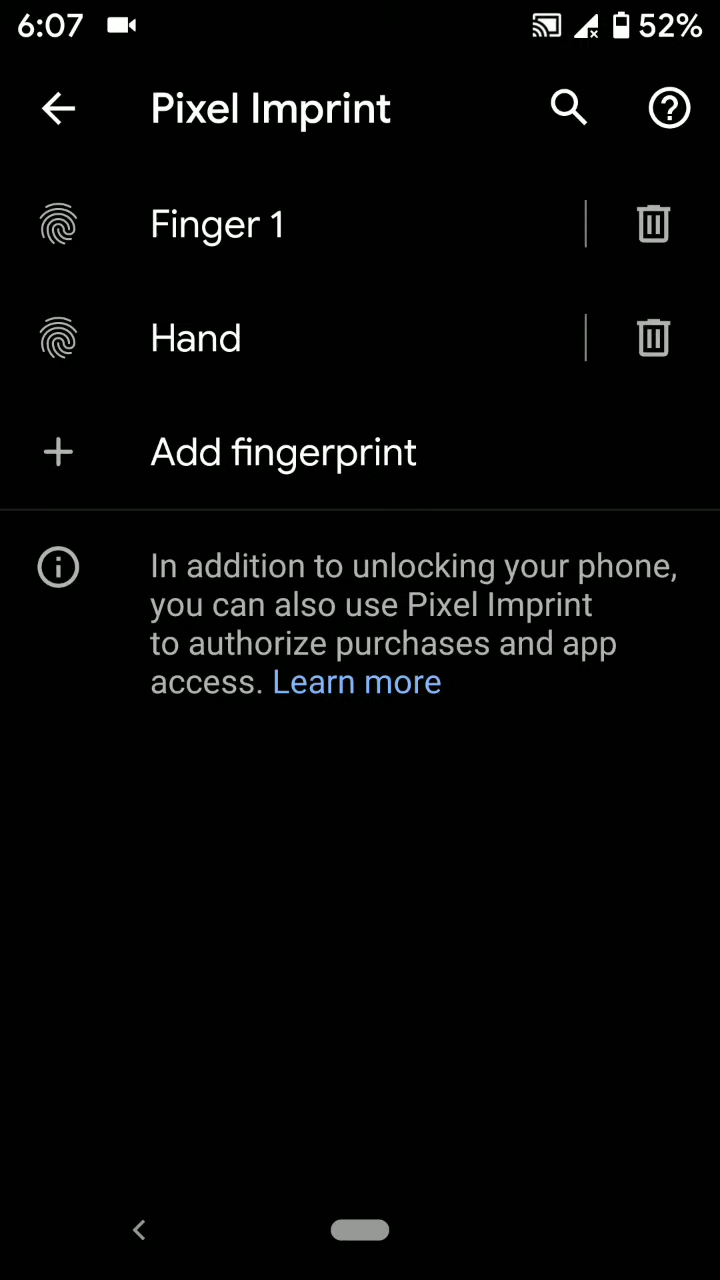 6:07 52%
Pixel Imprint
Finger 1
Hand
Add fingerprint
In addition to unlocking your phone,
you can also use Pixel Imprint
to authorize purchases and app
access. Learn more